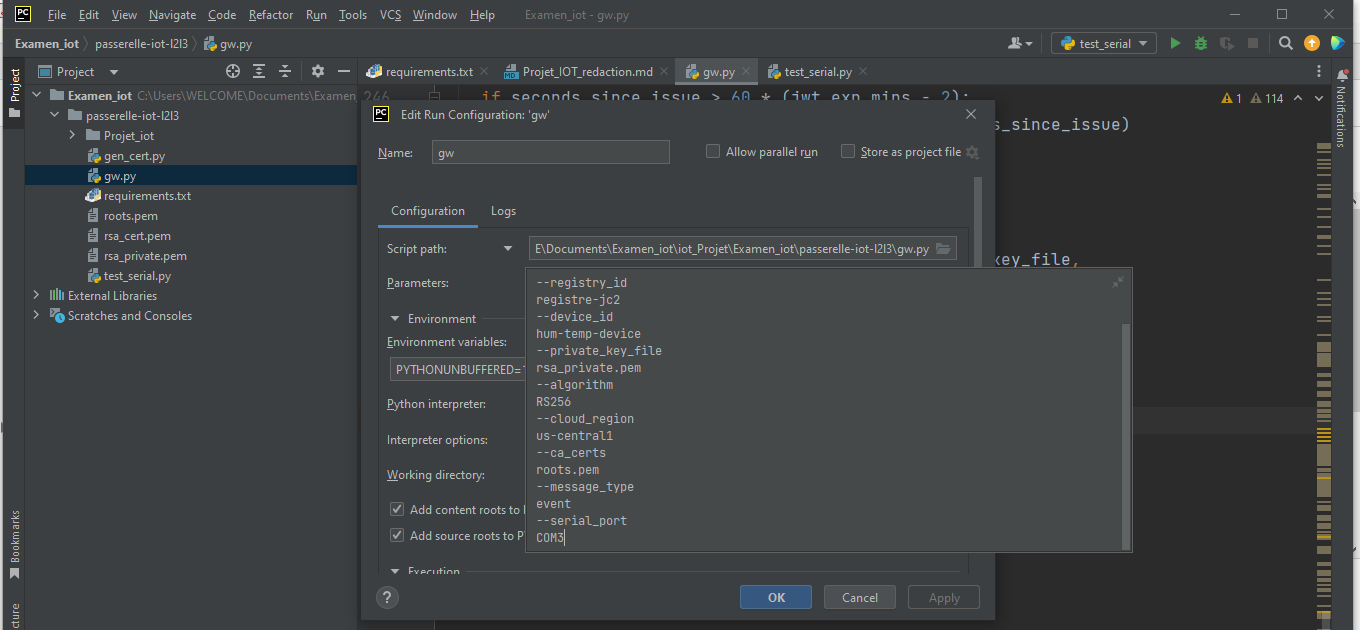 PC File Edit View Navigate Code Refactor Run Tools VCS Window Help Examen_iot - gw.py
Examen_iot passerelle-iot-l2l3 gw.py test_serial
Project requirements.txt Projet_IOT_redaction.md gw.py test_serial.py
Project
Examen_iot C:\Users\WELCOME\Documents\Examen
passerelle-iot-l2l3
Projet_iot
gen_cert.py
gw.py
requirements.txt
roots.pem
rsa_cert.pem
rsa_private.pem
test_serial.py
External Libraries
Scratches and Consoles
Bookmarks
cture
246 if seconds_since_issue > 60 * (jwt_exp_mins - 2):
1 114
s_since_issue)
key_file,
Notifications
PC Edit Run Configuration: 'gw'
Name: gw Allow parallel run Store as project file
Configuration Logs
Script path: E\Documents\Examen_iot\iot_Projet\Examen_iot\passerelle-iot-l2l3\gw.py
Parameters:
--registry_id
registre-jc2
--device_id
hum-temp-device
--private_key_file
rsa_private.pem
--algorithm
RS256
--cloud_region
us-central1
--ca_certs
roots.pem
--message_type
event
--serial_port
COM3
Environment
Environment variables:
PYTHONUNBUFFERED=
Python interpreter:
Interpreter options:
Working directory:
Add content roots to
Add source roots to P
Execution
? OK Cancel Apply